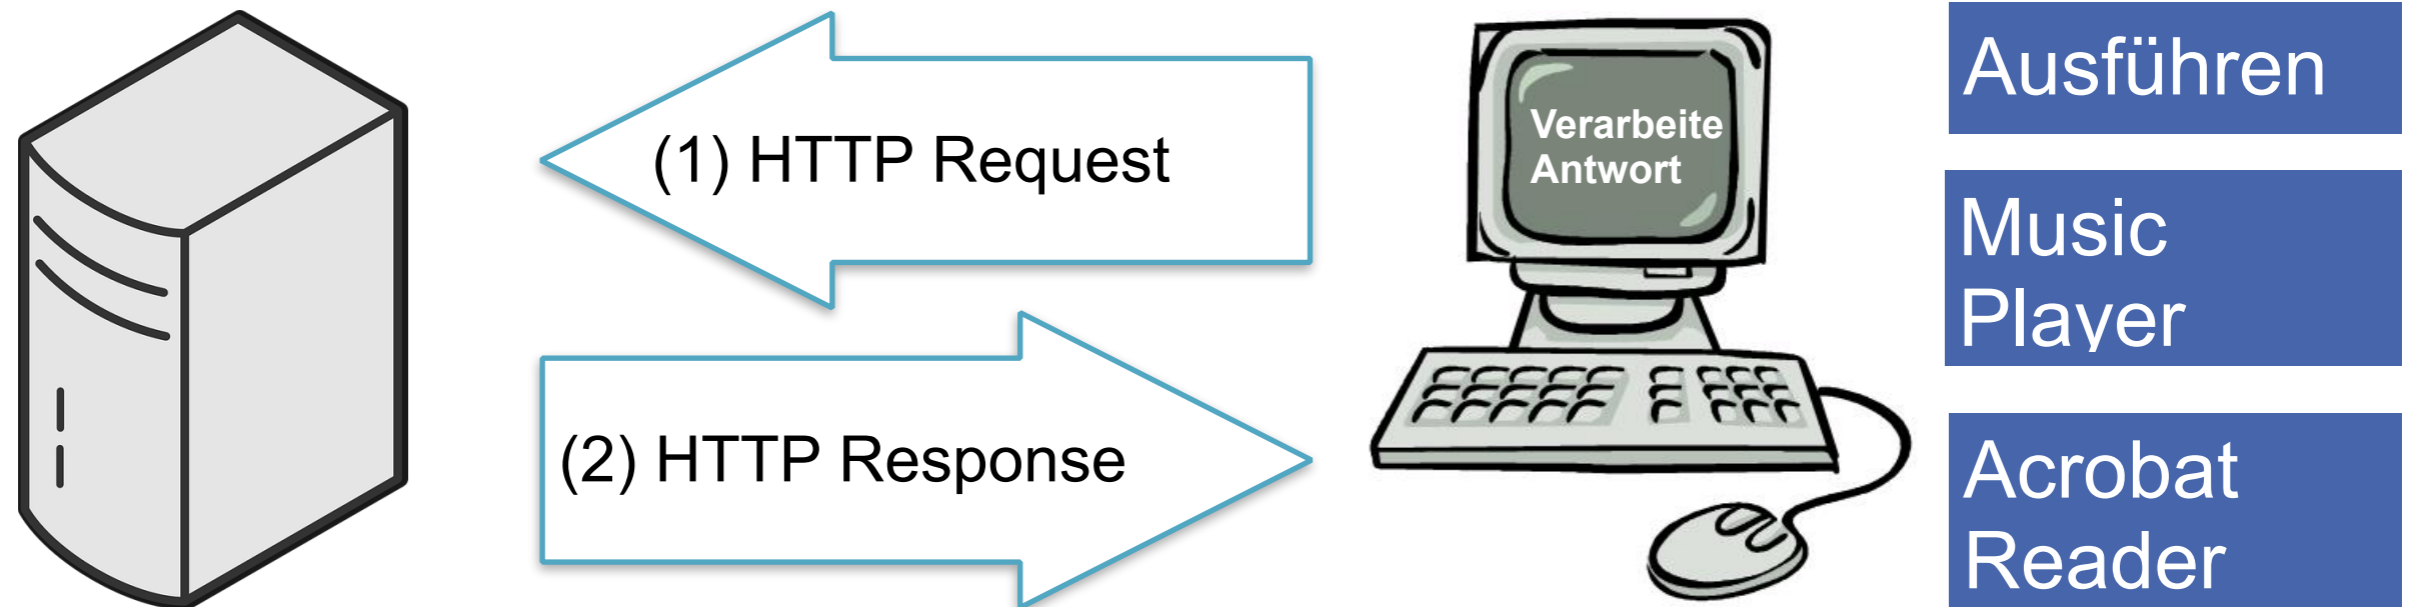 (1) HTTP Request
(2) HTTP Response
Verarbeite
Antwort
Ausführen
Music
Player
Acrobat
Reader